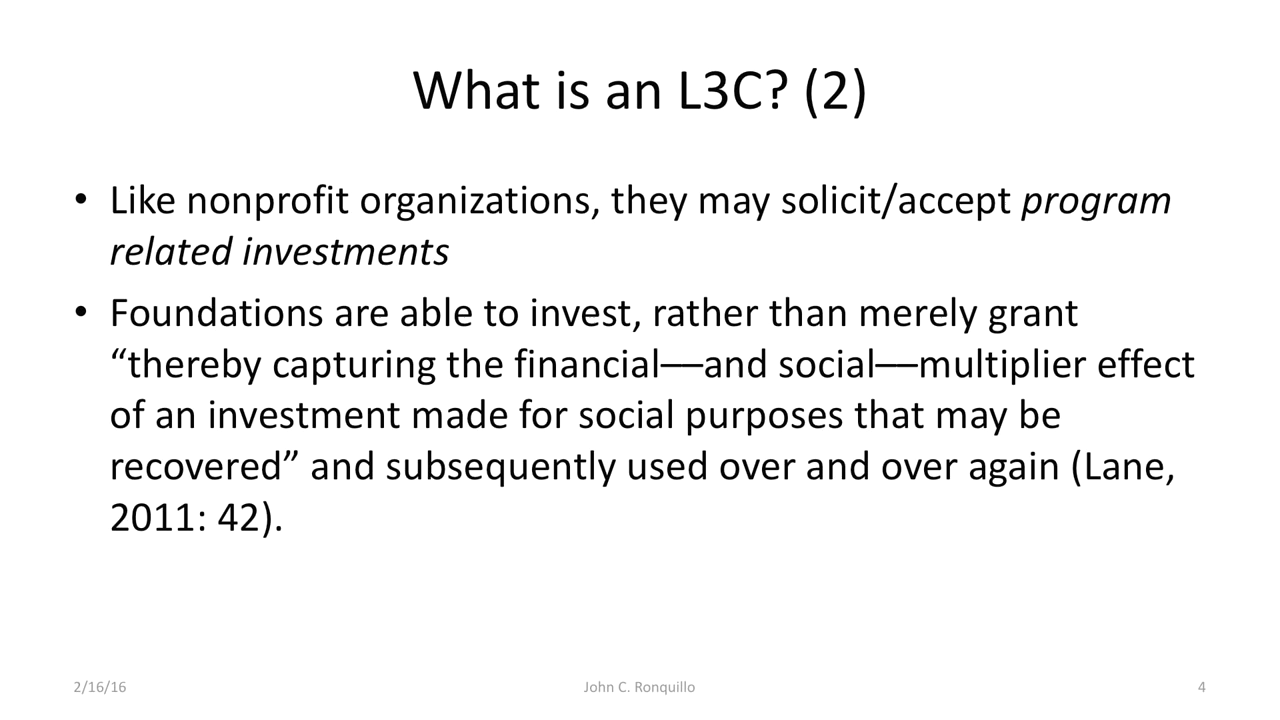 What is an L3C? (2)
• Like nonprofit organizations, they may solicit/accept program
related investments
• Foundations are able to invest, rather than merely grant
“thereby capturing the financial––and social––multiplier effect
of an investment made for social purposes that may be
recovered” and subsequently used over and over again (Lane,
2011: 42).
2/16/16
John C. Ronquillo
4